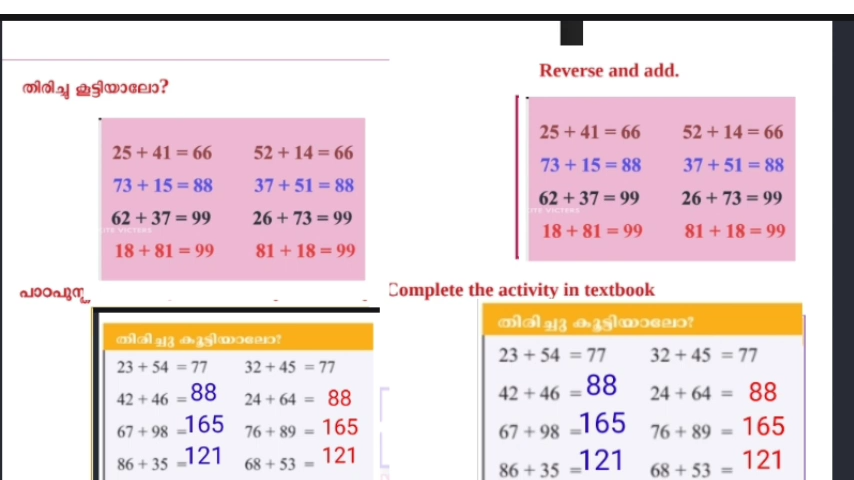 തിരിച്ചു കൂട്ടിയാലോ?
25 + 41 = 66 52 + 14 = 66
73 + 15 = 88 37 + 51 = 88
62 + 37 = 99 26 + 73 = 99
18 + 81 = 99 81 + 18 = 99
തിരിച്ചു കൂട്ടിയാലോ?
23 + 54 = 77 32 + 45 = 77
42 + 46 = 88 24 + 64 = 88
67 + 98 = 165 76 + 89 = 165
86 + 35 = 121 68 + 53 = 121
Reverse and add.
25 + 41 = 66 52 + 14 = 66
73 + 15 = 88 37 + 51 = 88
62 + 37 = 99 26 + 73 = 99
18 + 81 = 99 81 + 18 = 99
Complete the activity in textbook
തിരിച്ചു കൂട്ടിയാലോ?
23 + 54 = 77 32 + 45 = 77
42 + 46 = 88 24 + 64 = 88
67 + 98 = 165 76 + 89 = 165
86 + 35 = 121 68 + 53 = 121